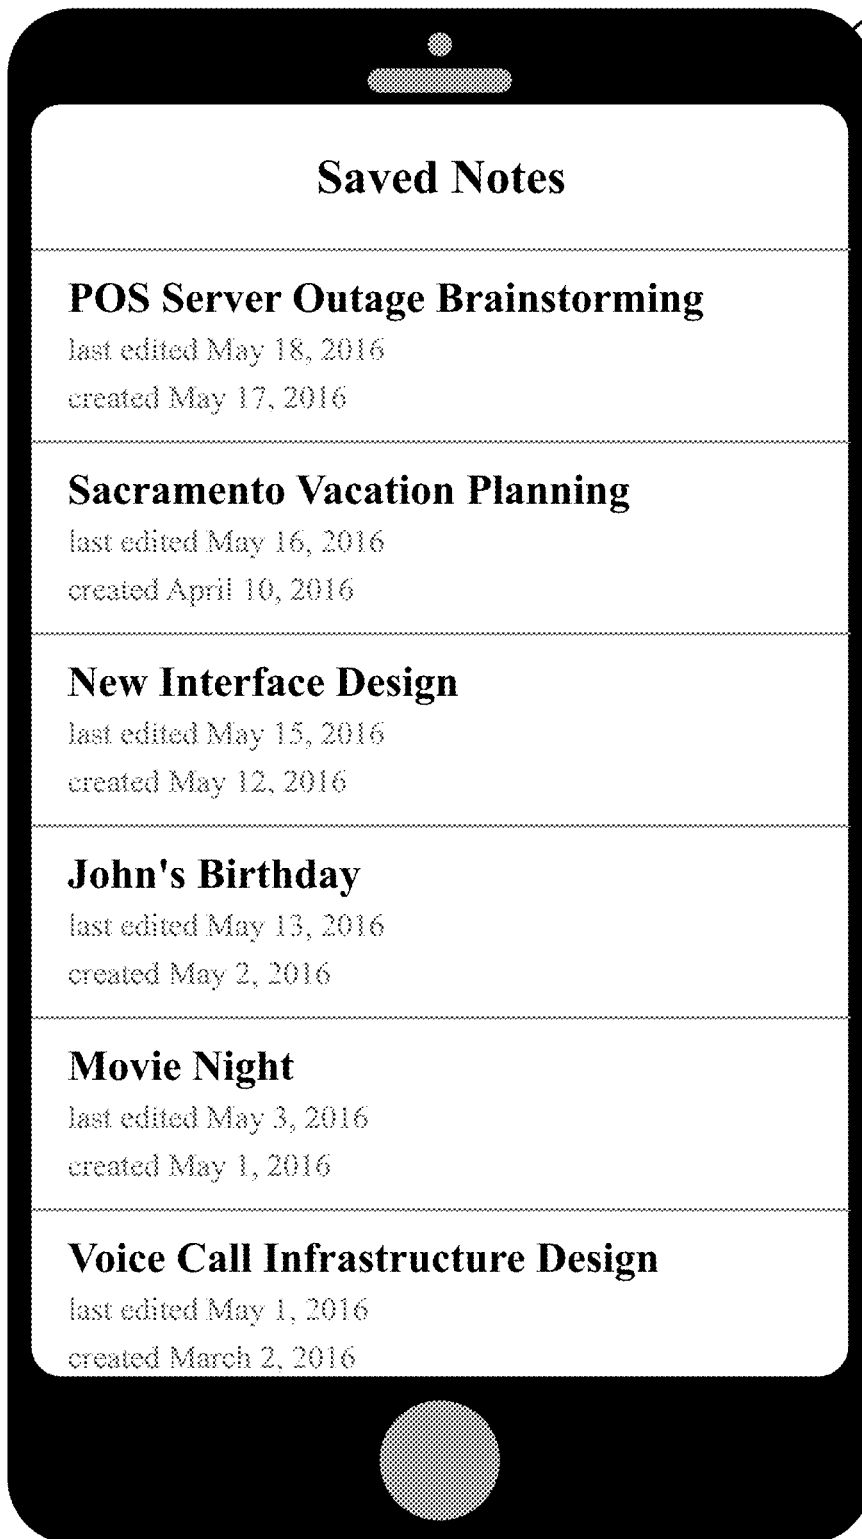 Saved Notes
POS Server Outage Brainstorming
last edited May 18, 2016
created May 17, 2016
Sacramento Vacation Planning
last edited May 16, 2016
created April 10, 2016
New Interface Design
last edited May 15, 2016
created May 12, 2016
John's Birthday
last edited May 13, 2016
created May 2, 2016
Movie Night
last edited May 3, 2016
created May 1, 2016
Voice Call Infrastructure Design
last edited May 1, 2016
created March 2, 2016